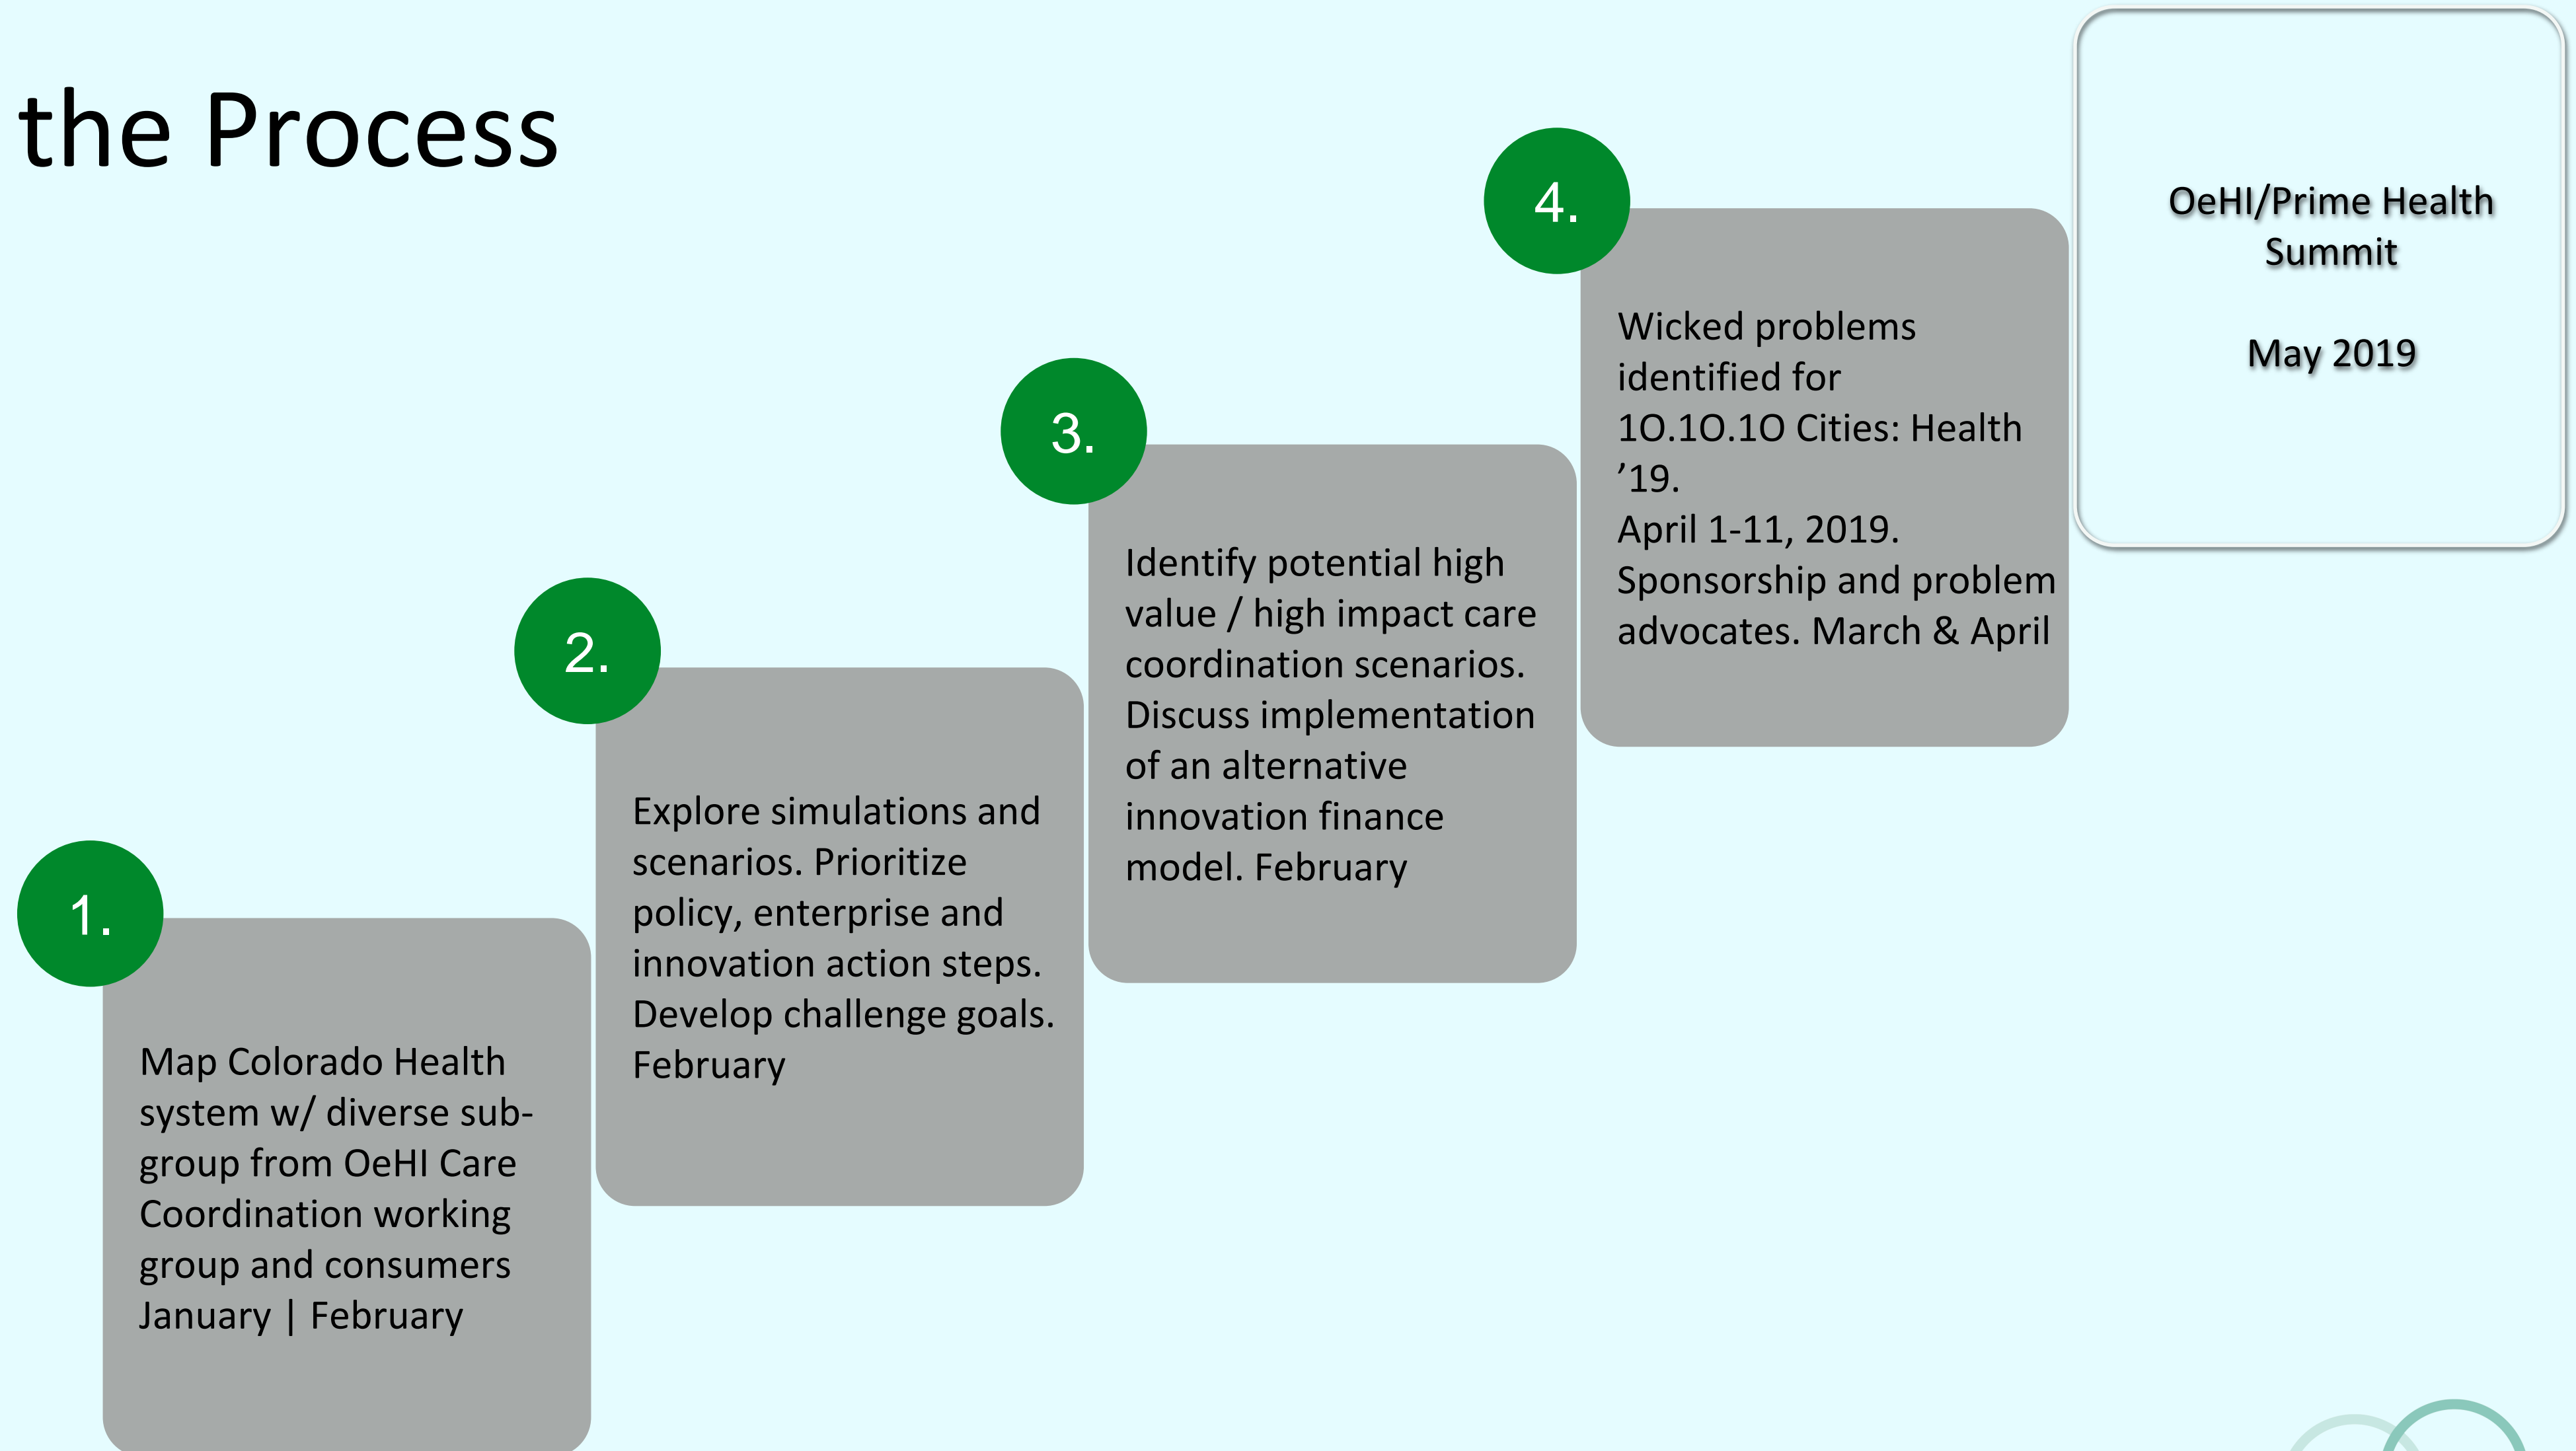 the Process
1.
Map Colorado Health
system w/ diverse sub-
group from OeHI Care
Coordination working
group and consumers
January | February
2.
Explore simulations and
scenarios. Prioritize
policy, enterprise and
innovation action steps.
Develop challenge goals.
February
3.
Identify potential high
value / high impact care
coordination scenarios.
Discuss implementation
of an alternative
innovation finance
model. February
4.
Wicked problems
identified for
1O.1O.1O Cities: Health
’19.
April 1-11, 2019.
Sponsorship and problem
advocates. March & April
OeHI/Prime Health
Summit
May 2019